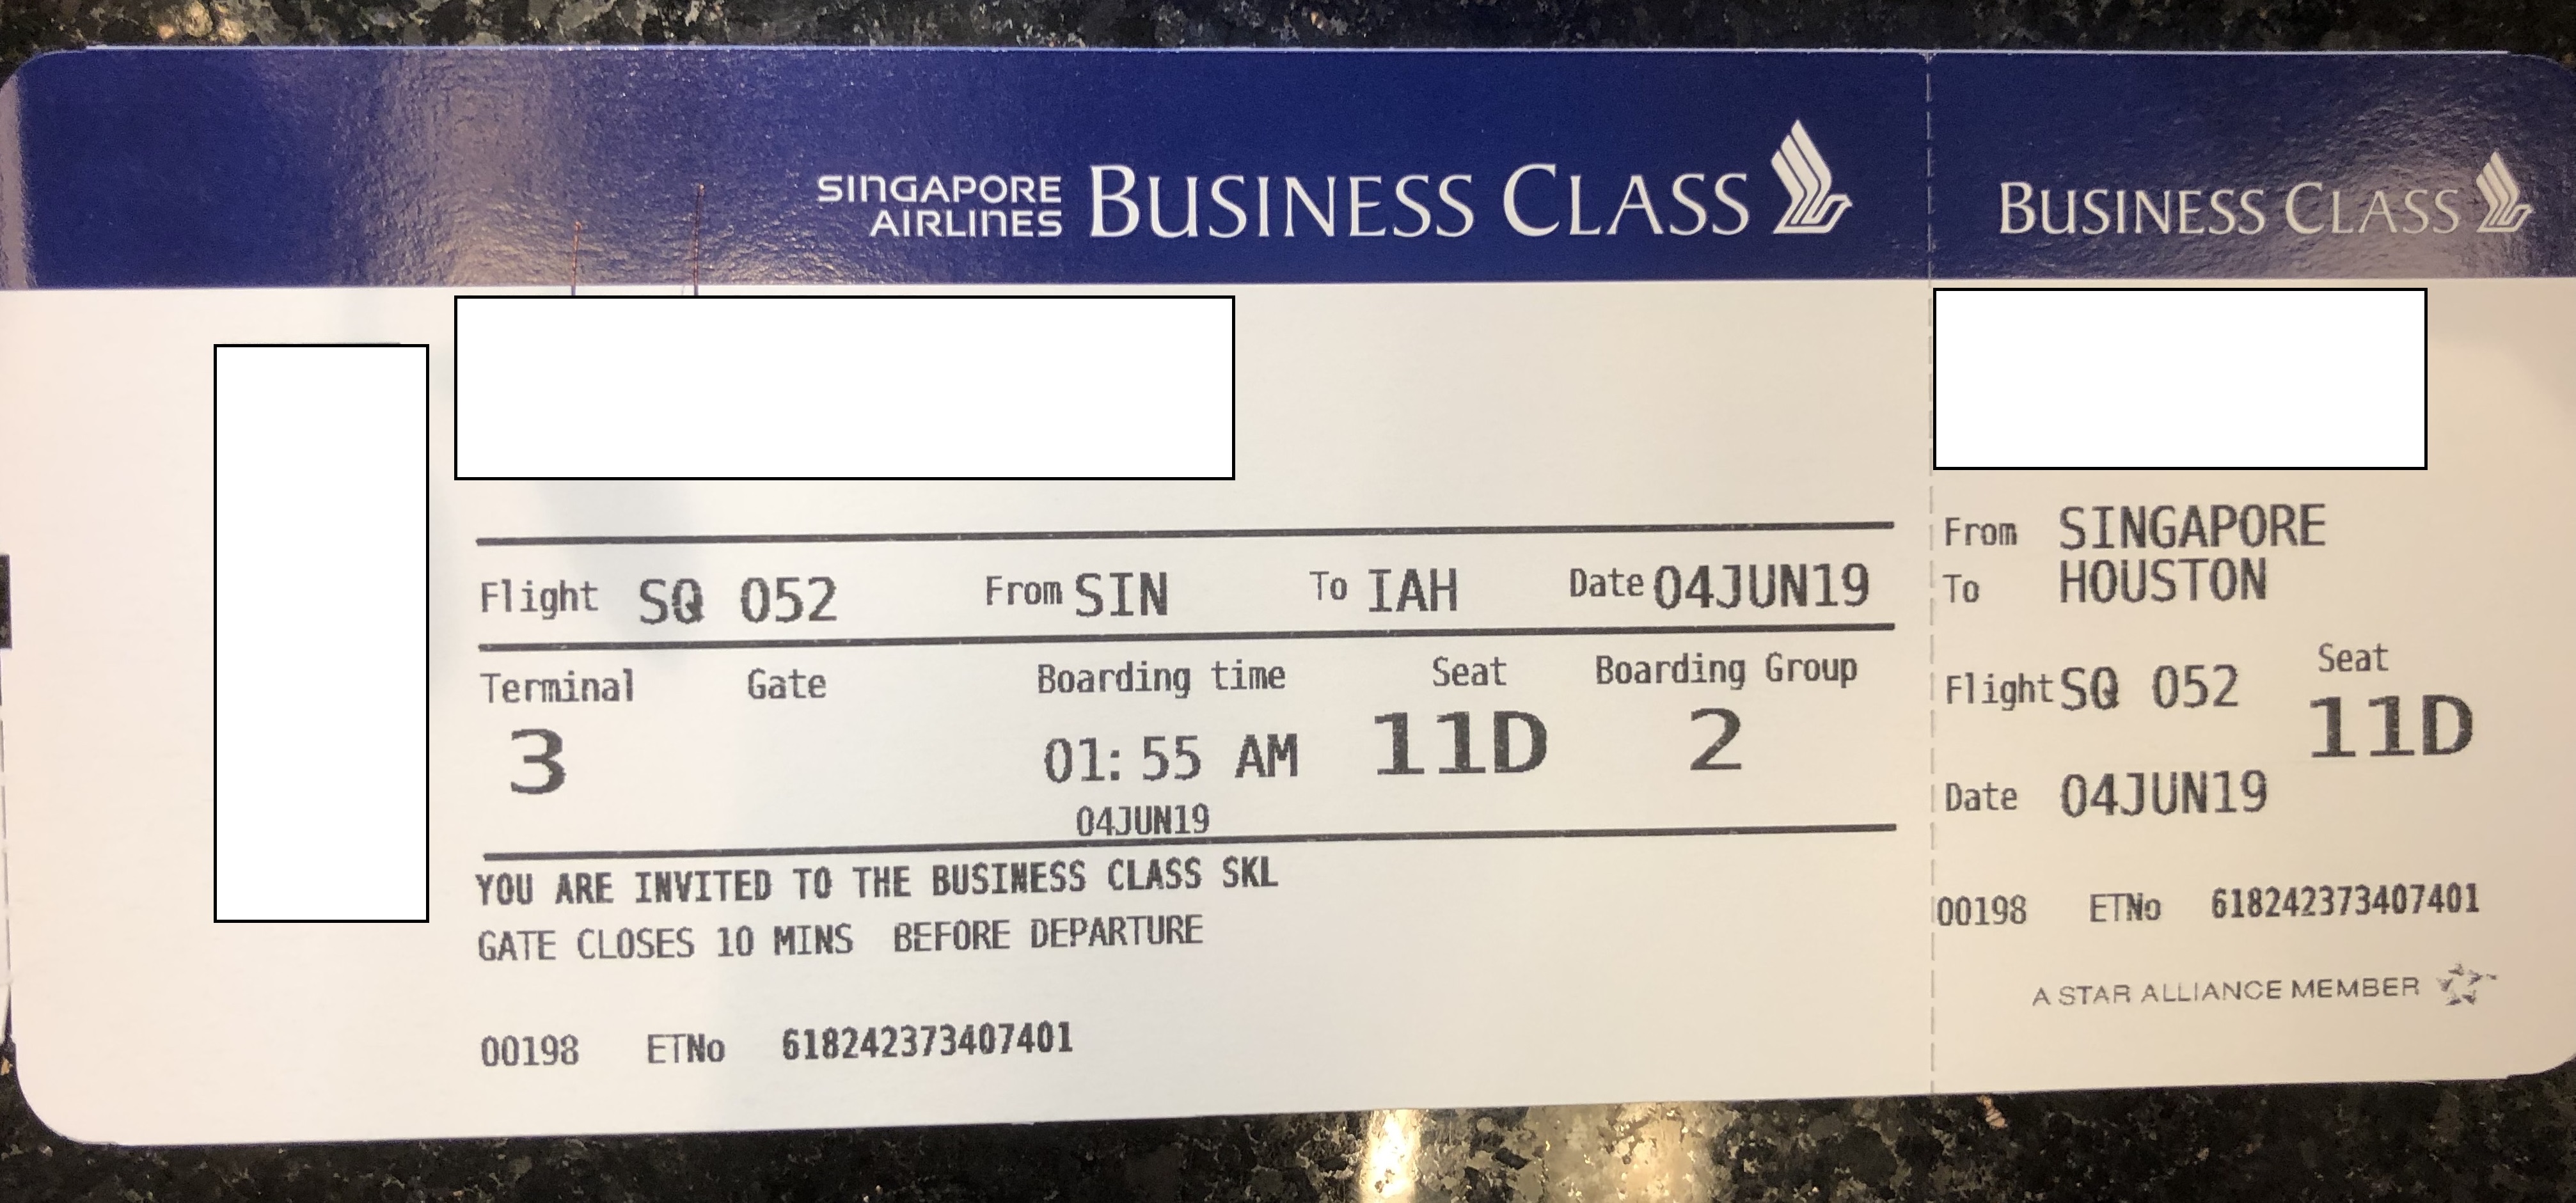 SINGAPORE AIRLINES BUSINESS CLASS
Flight SQ 052 From SIN To IAH Date 04JUN19
Terminal Gate Boarding time Seat Boarding Group
3 01:55 AM 11D 2
04JUN19
YOU ARE INVITED TO THE BUSINESS CLASS SKL
GATE CLOSES 10 MINS BEFORE DEPARTURE
00198 ETNo 618242373407401
BUSINESS CLASS
From SINGAPORE
To HOUSTON
Flight SQ 052 Seat
11D
Date 04JUN19
00198 ETNo 618242373407401
A STAR ALLIANCE MEMBER